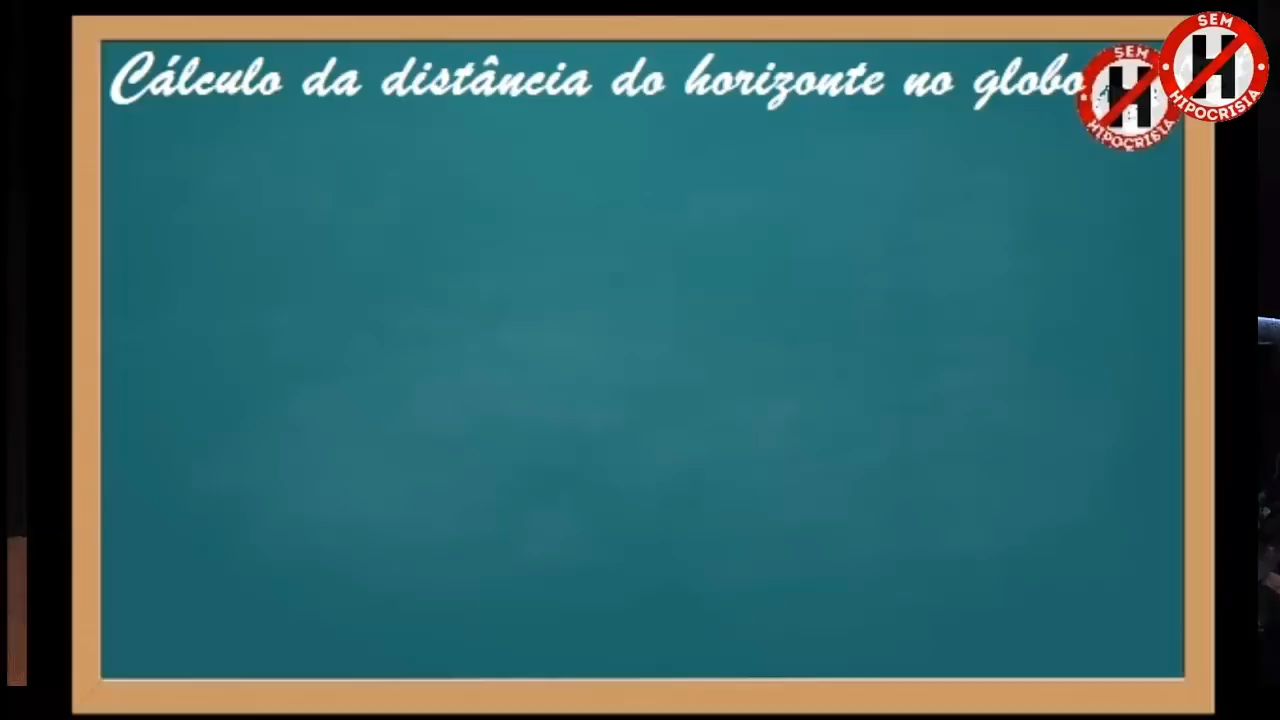 Cálculo da distância do horizonte no globo.
SEM
H
HIPOCRISIA
SEM
H
HIPOCRISIA